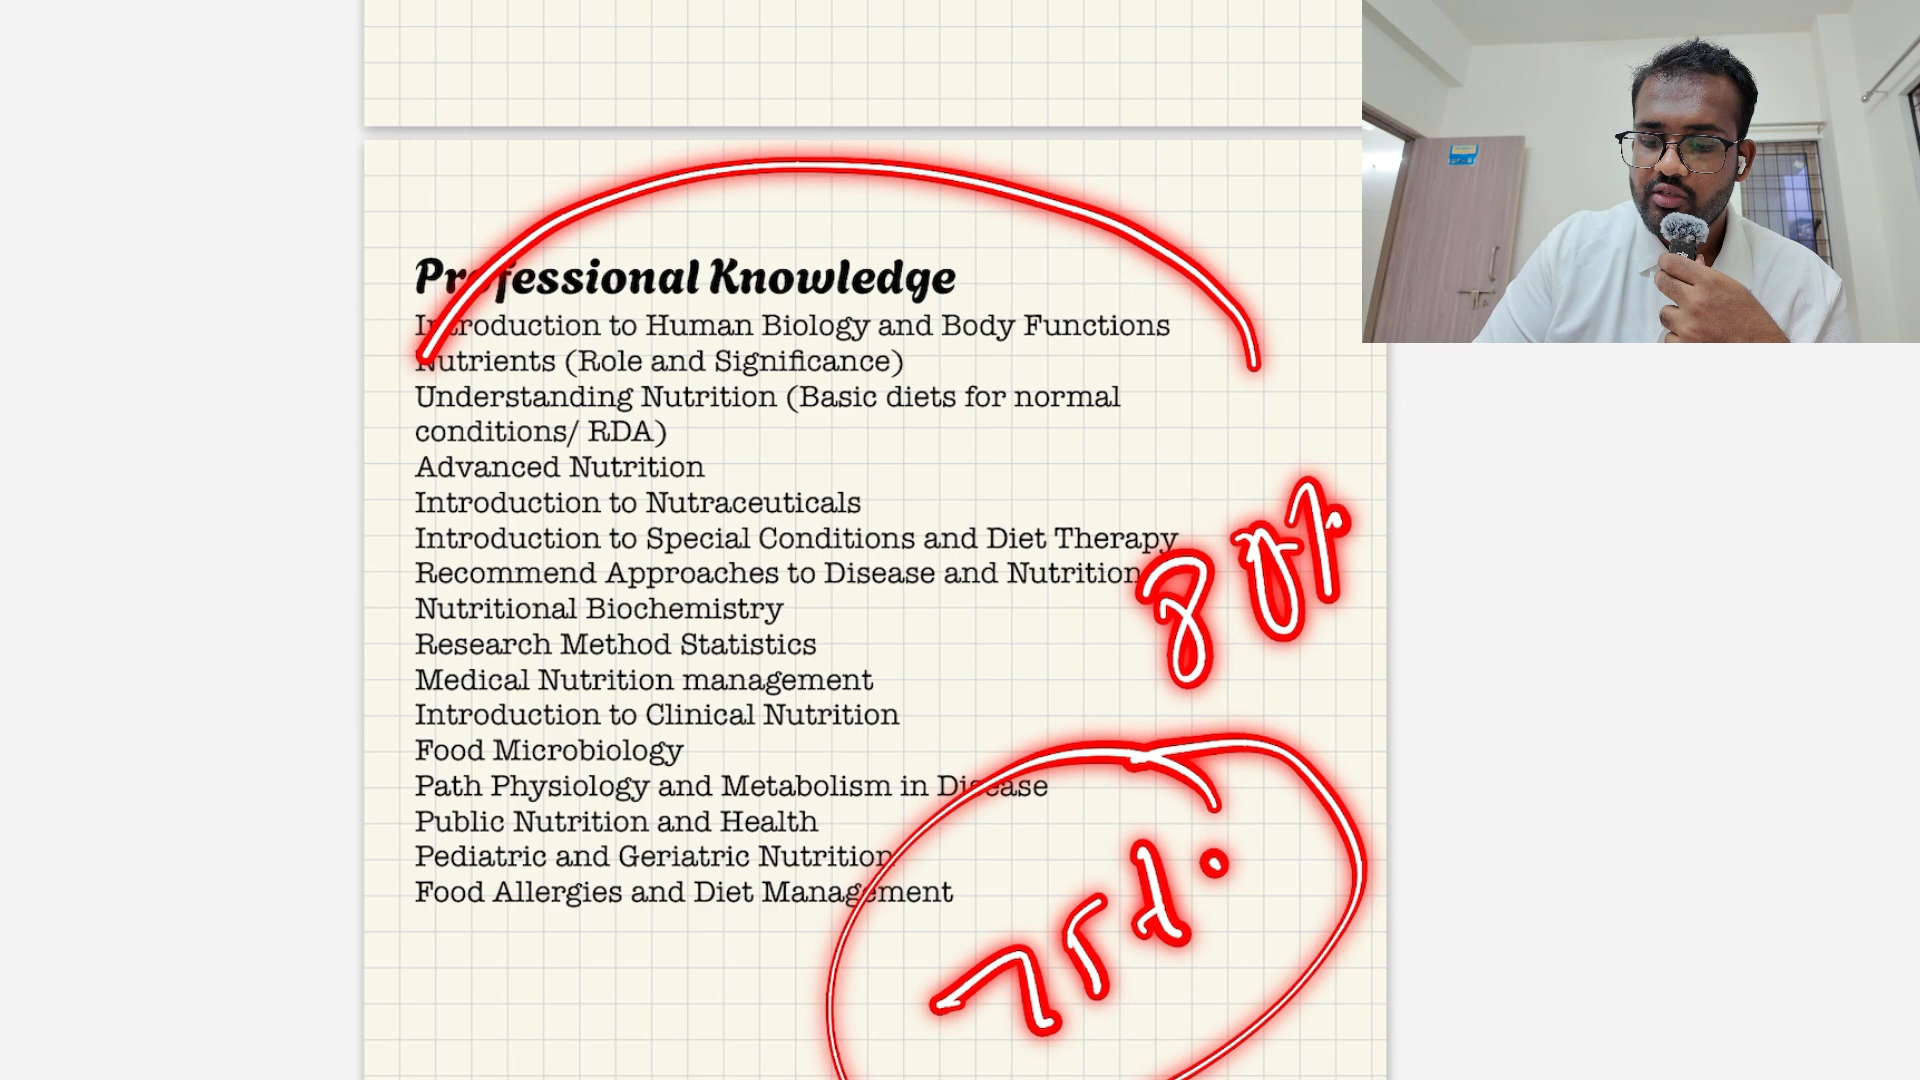 Professional Knowledge
Introduction to Human Biology and Body Functions
Nutrients (Role and Significance)
Understanding Nutrition (Basic diets for normal
conditions/ RDA)
Advanced Nutrition
Introduction to Nutraceuticals
Introduction to Special Conditions and Diet Therapy
Recommend Approaches to Disease and Nutrition
Nutritional Biochemistry
Research Method Statistics
Medical Nutrition management
Introduction to Clinical Nutrition
Food Microbiology
Path Physiology and Metabolism in Disease
Public Nutrition and Health
Pediatric and Geriatric Nutrition
Food Allergies and Diet Management